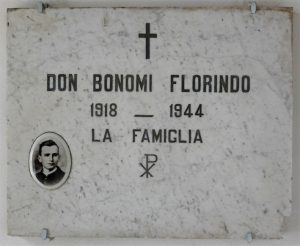 DON BONOMI FLORINDO
1918 — 1944
LA FAMIGLIA